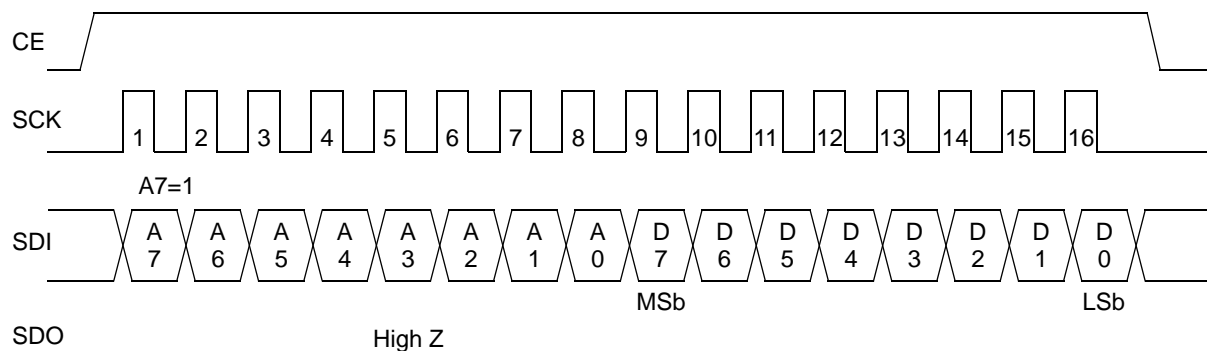 CE
SCK
1 2 3 4 5 6 7 8 9 10 11 12 13 14 15 16
A7=1
SDI
A A A A A A A A D D D D D D D D
7 6 5 4 3 2 1 0 7 6 5 4 3 2 1 0
MSb LSb
SDO High Z